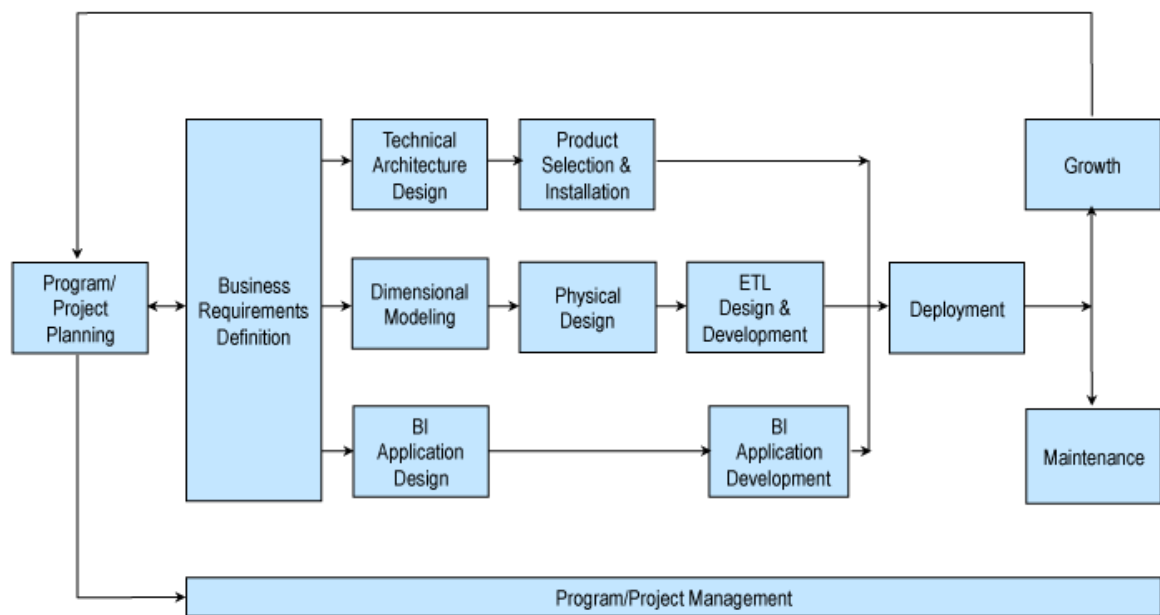 Program/
Project
Planning
Business
Requirements
Definition
Technical
Architecture
Design
Product
Selection &
Installation
Dimensional
Modeling
Physical
Design
ETL
Design &
Development
BI
Application
Design
BI
Application
Development
Deployment
Growth
Maintenance
Program/Project Management